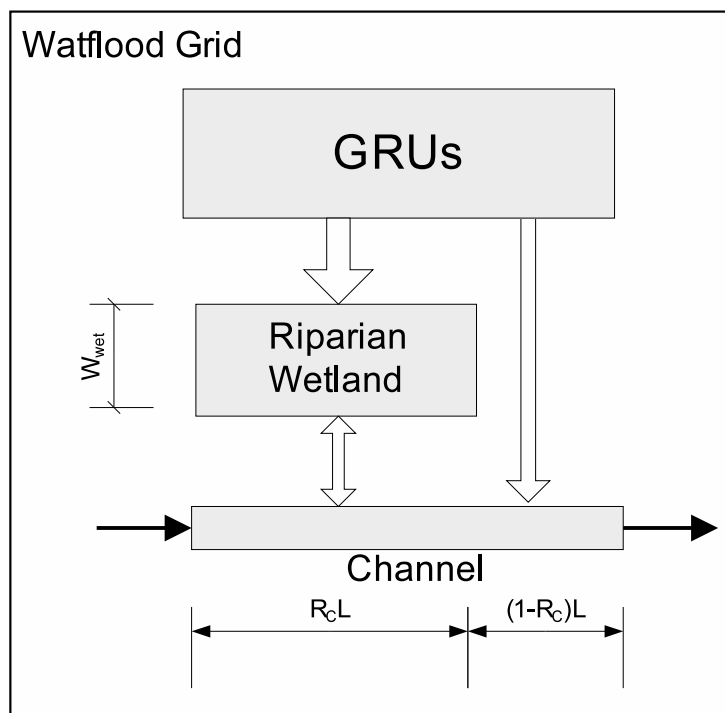 Watflood Grid
GRUs
Riparian
Wetland
Wwet
Channel
RCL
(1-RC)L